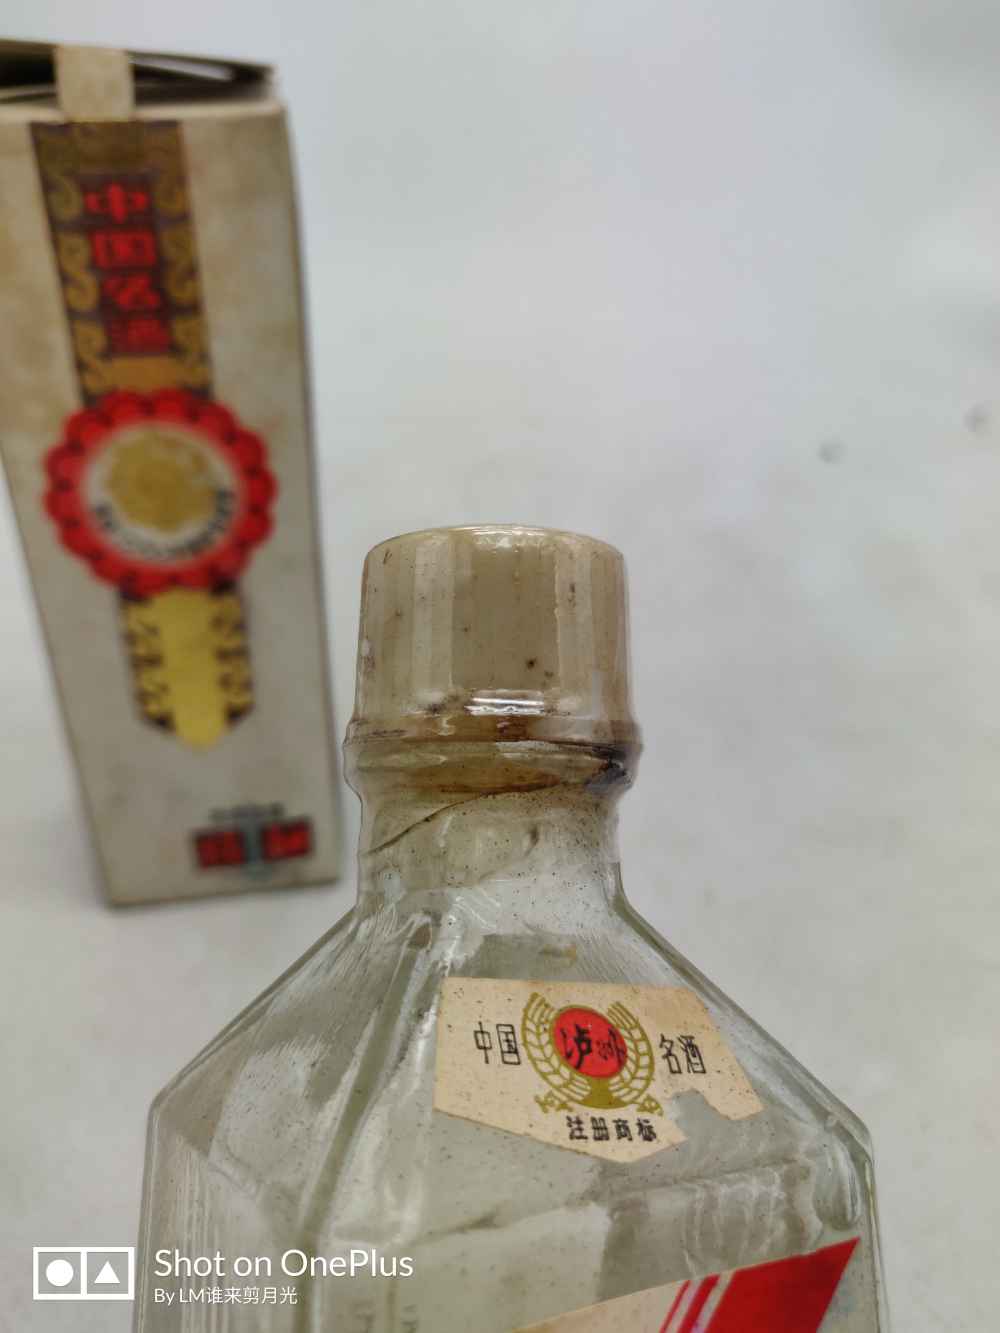 中
国
名
酒
中国
泸州
名酒
注册商标
Shot on OnePlus
By LM谁来剪月光